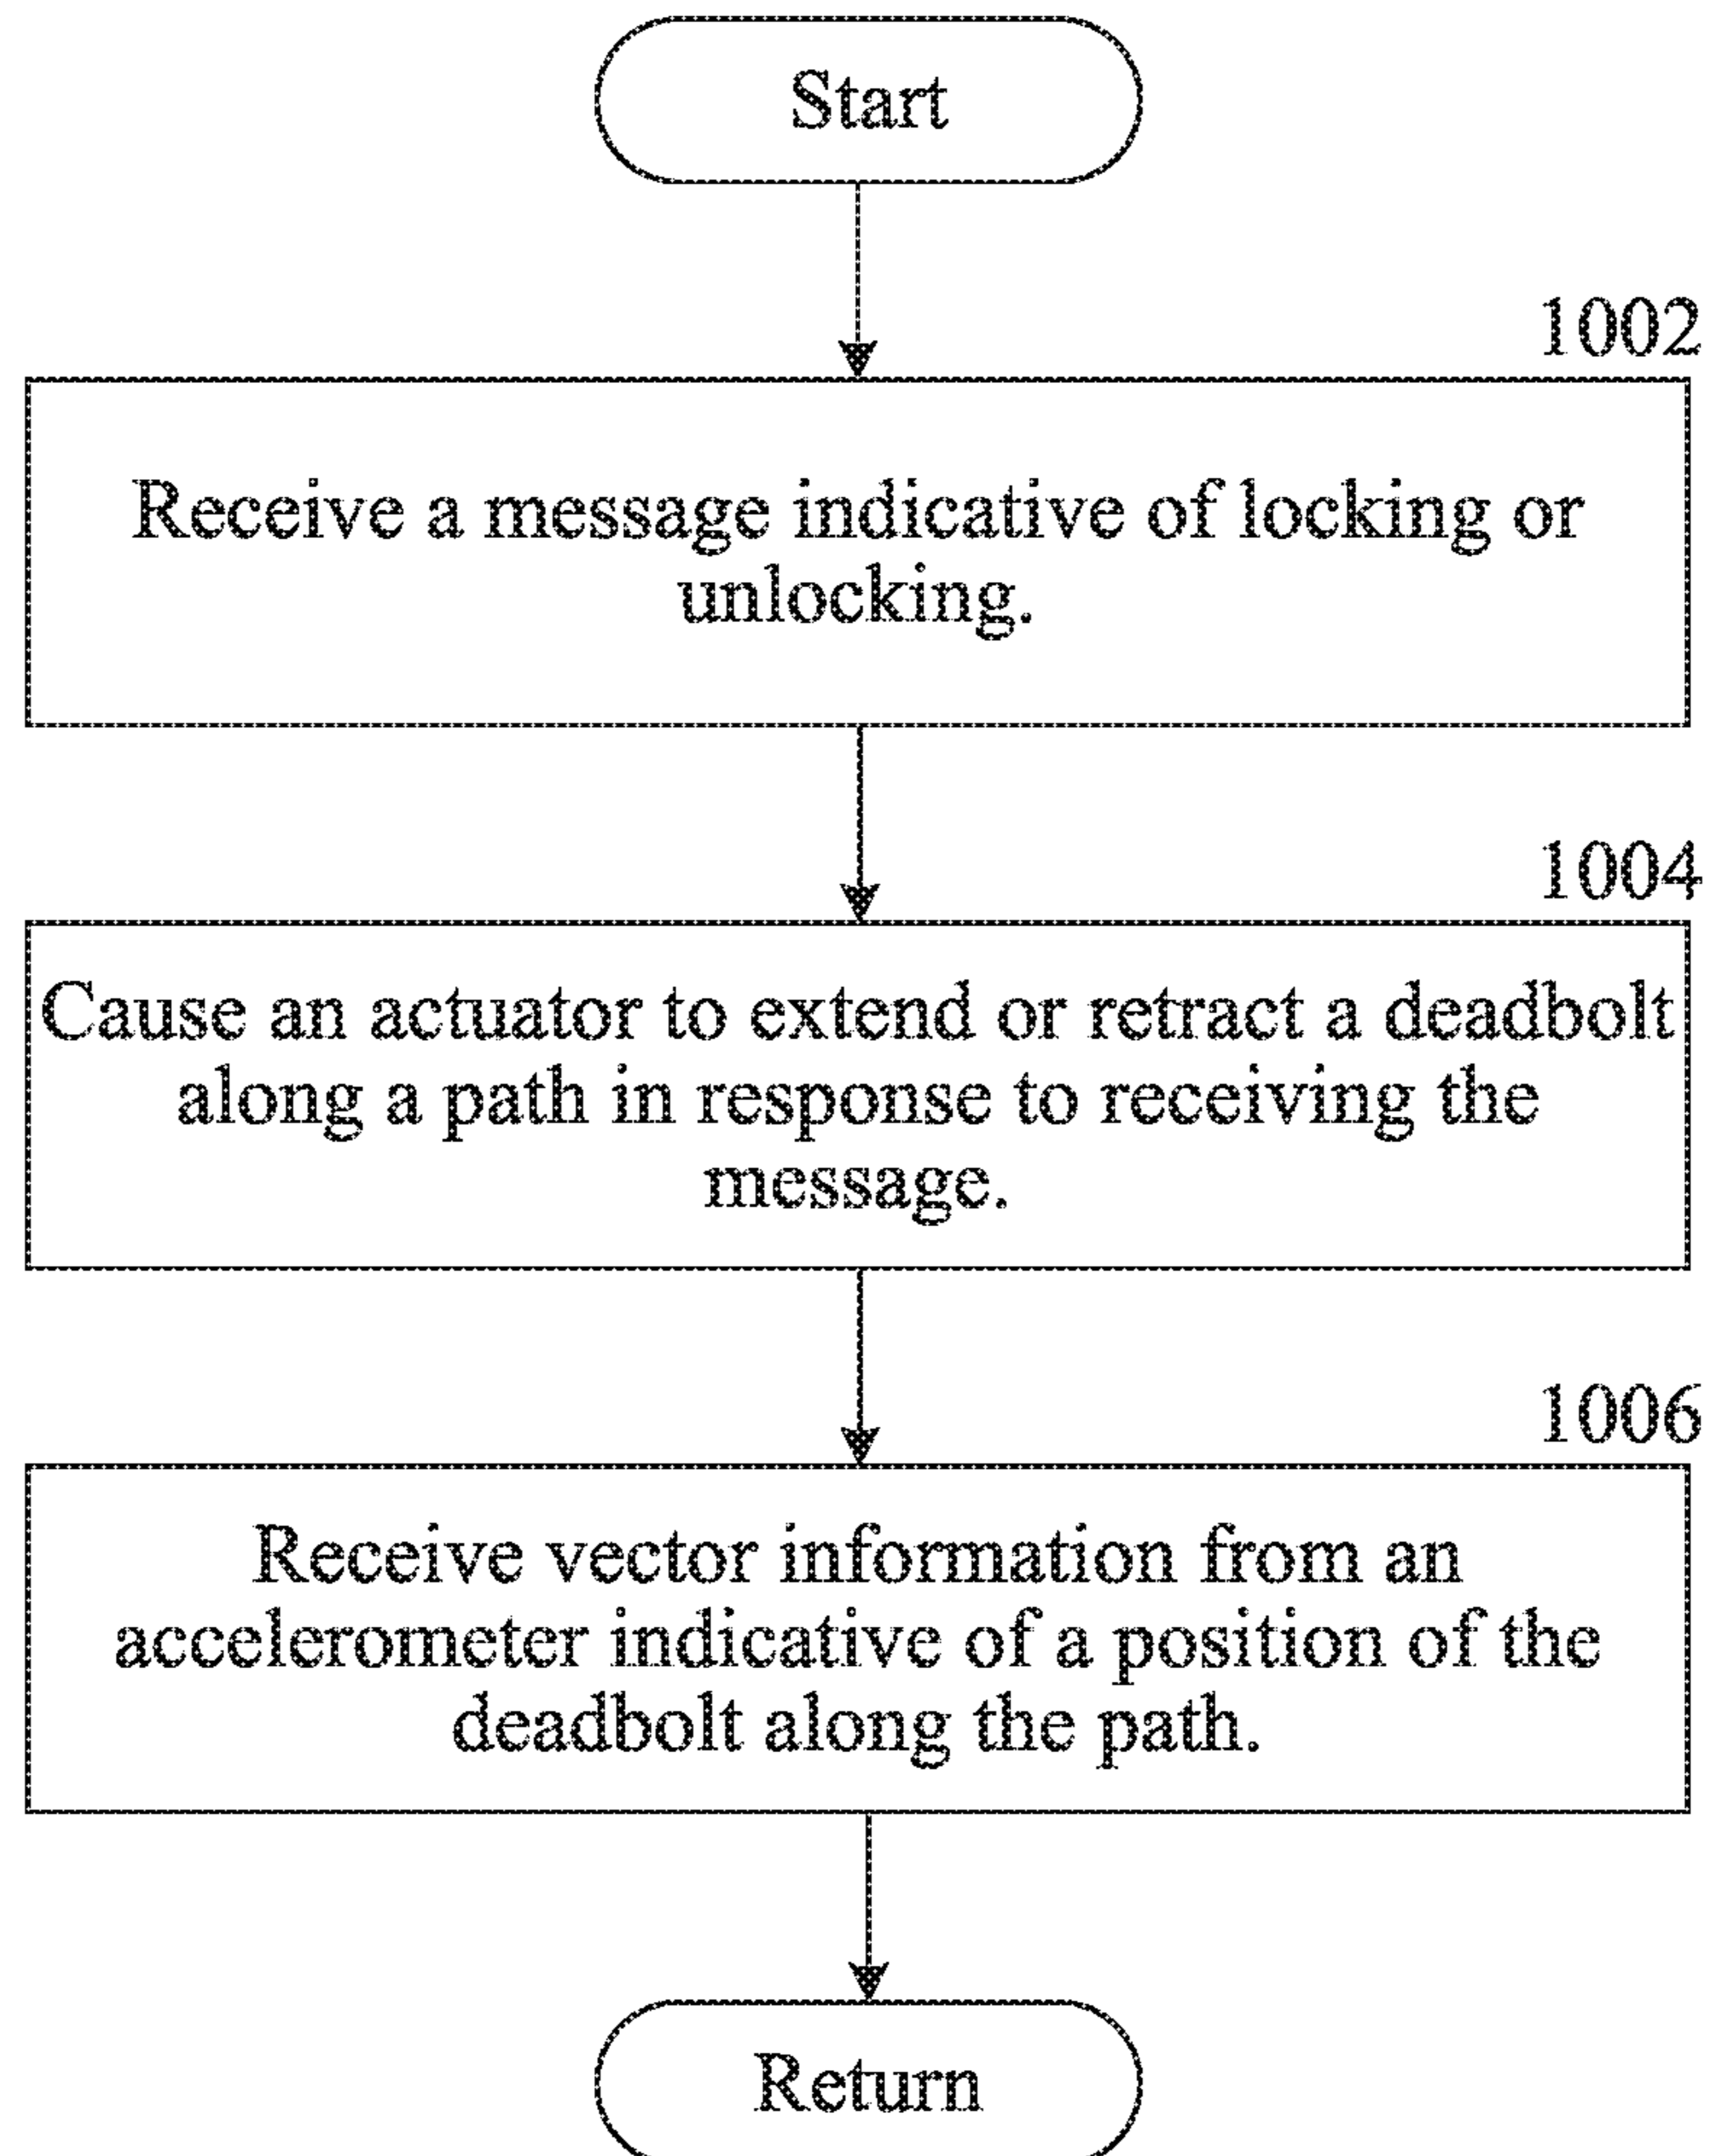 Start
1002
Receive a message indicative of locking or
unlocking.
1004
Cause an actuator to extend or retract a deadbolt
along a path in response to receiving the
message.
1006
Receive vector information from an
accelerometer indicative of a position of the
deadbolt along the path.
Return